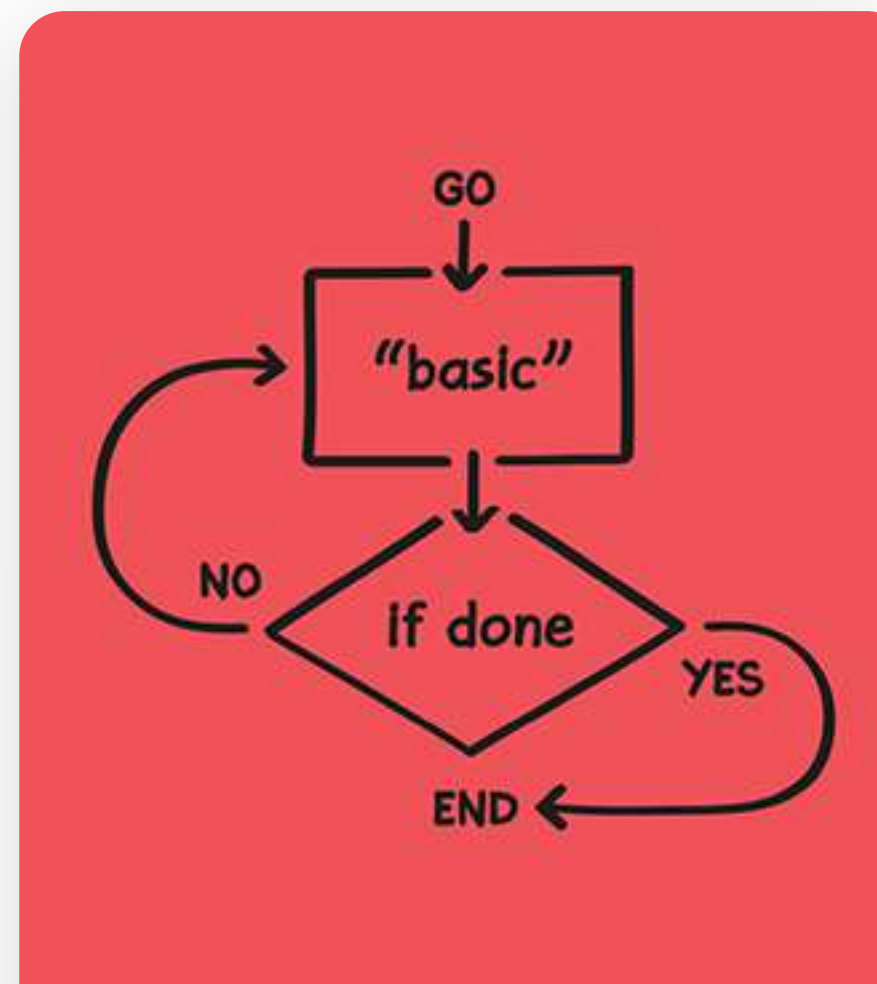 GO
“basic”
NO
if done
YES
END